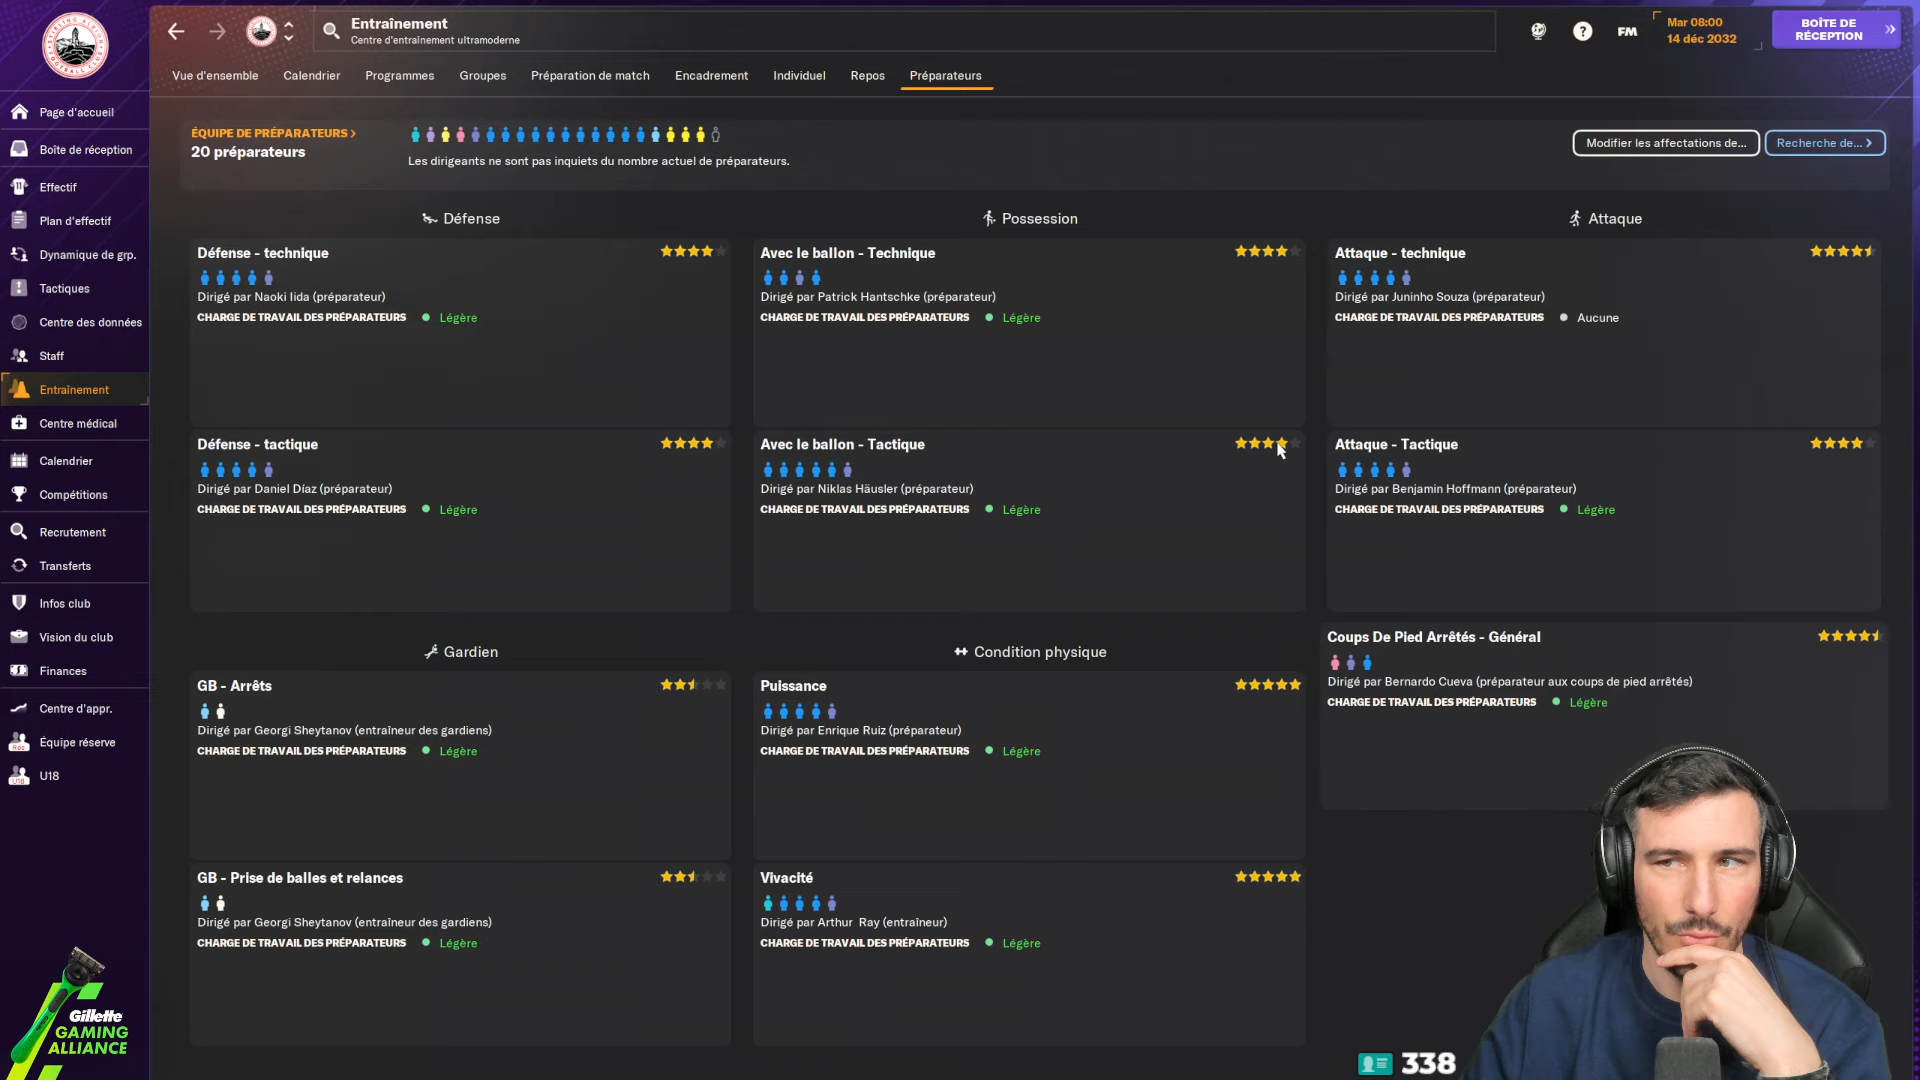 STIRLING ALBION
FOOTBALL CLUB
Entraînement
Centre d'entraînement ultramoderne
FM
Mar 08:00
14 déc 2032
BOÎTE DE
RÉCEPTION
Vue d'ensemble
Calendrier
Programmes
Groupes
Préparation de match
Encadrement
Individuel
Repos
Préparateurs
Page d'accueil
Boîte de réception
Effectif
Plan d'effectif
Dynamique de grp.
Tactiques
Centre des données
Staff
Entraînement
Centre médical
Calendrier
Compétitions
Recrutement
Transferts
Infos club
Vision du club
Finances
Centre d'appr.
Équipe réserve
U18
ÉQUIPE DE PRÉPARATEURS >
20 préparateurs
Les dirigeants ne sont pas inquiets du nombre actuel de préparateurs.
Modifier les affectations de...
Recherche de... >
Défense
Défense - technique
Dirigé par Naoki Iida (préparateur)
CHARGE DE TRAVAIL DES PRÉPARATEURS Légère
Défense - tactique
Dirigé par Daniel Díaz (préparateur)
CHARGE DE TRAVAIL DES PRÉPARATEURS Légère
Possession
Avec le ballon - Technique
Dirigé par Patrick Hantschke (préparateur)
CHARGE DE TRAVAIL DES PRÉPARATEURS Légère
Avec le ballon - Tactique
Dirigé par Niklas Häusler (préparateur)
CHARGE DE TRAVAIL DES PRÉPARATEURS Légère
Attaque
Attaque - technique
Dirigé par Juninho Souza (préparateur)
CHARGE DE TRAVAIL DES PRÉPARATEURS Aucune
Attaque - Tactique
Dirigé par Benjamin Hoffmann (préparateur)
CHARGE DE TRAVAIL DES PRÉPARATEURS Légère
Gardien
GB - Arrêts
Dirigé par Georgi Sheytanov (entraîneur des gardiens)
CHARGE DE TRAVAIL DES PRÉPARATEURS Légère
GB - Prise de balles et relances
Dirigé par Georgi Sheytanov (entraîneur des gardiens)
CHARGE DE TRAVAIL DES PRÉPARATEURS Légère
Condition physique
Puissance
Dirigé par Enrique Ruiz (préparateur)
CHARGE DE TRAVAIL DES PRÉPARATEURS Légère
Vivacité
Dirigé par Arthur Ray (entraîneur)
CHARGE DE TRAVAIL DES PRÉPARATEURS Légère
Coups De Pied Arrêtés - Général
Dirigé par Bernardo Cueva (préparateur aux coups de pied arrêtés)
CHARGE DE TRAVAIL DES PRÉPARATEURS Légère
Gillette
GAMING
ALLIANCE
338